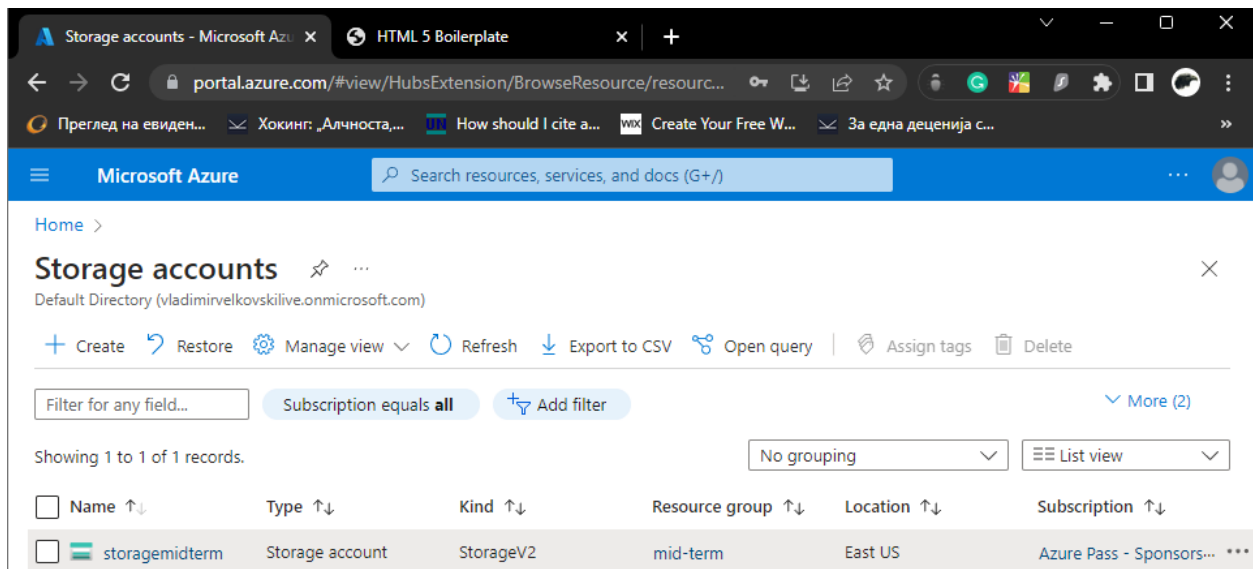 Storage accounts - Microsoft Azu
HTML 5 Boilerplate
portal.azure.com/#view/HubsExtension/BrowseResource/resourc...
Преглед на евиден...
Хокинг: „Алчноста,...
UN How should I cite a...
WIX Create Your Free W...
За една деценија с...
Microsoft Azure
Search resources, services, and docs (G+/)
Home >
Storage accounts
Default Directory (vladimirvelkovskilive.onmicrosoft.com)
Create Restore Manage view Refresh Export to CSV Open query Assign tags Delete
Filter for any field... Subscription equals all Add filter More (2)
Showing 1 to 1 of 1 records. No grouping List view
Name Type Kind Resource group Location Subscription
storagemidterm Storage account StorageV2 mid-term East US Azure Pass - Sponsors...